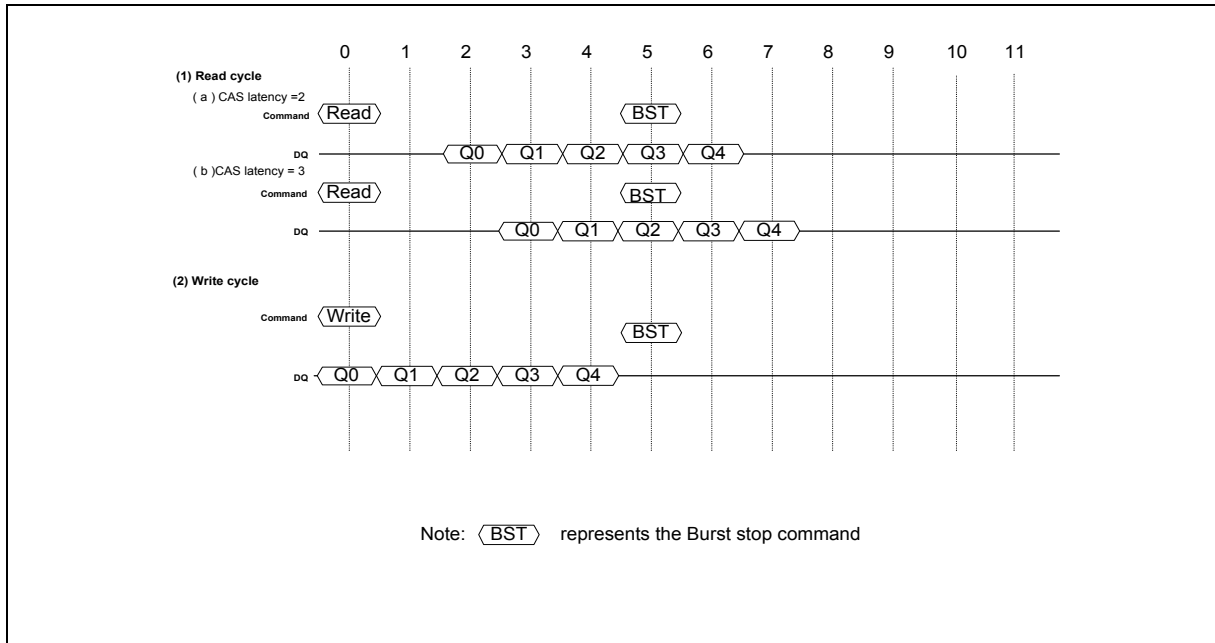 0 1 2 3 4 5 6 7 8 9 10 11
(1) Read cycle
( a ) CAS latency =2
Command Read BST
DQ Q0 Q1 Q2 Q3 Q4
( b )CAS latency = 3
Command Read BST
DQ Q0 Q1 Q2 Q3 Q4
(2) Write cycle
Command Write BST
DQ Q0 Q1 Q2 Q3 Q4
Note: BST represents the Burst stop command